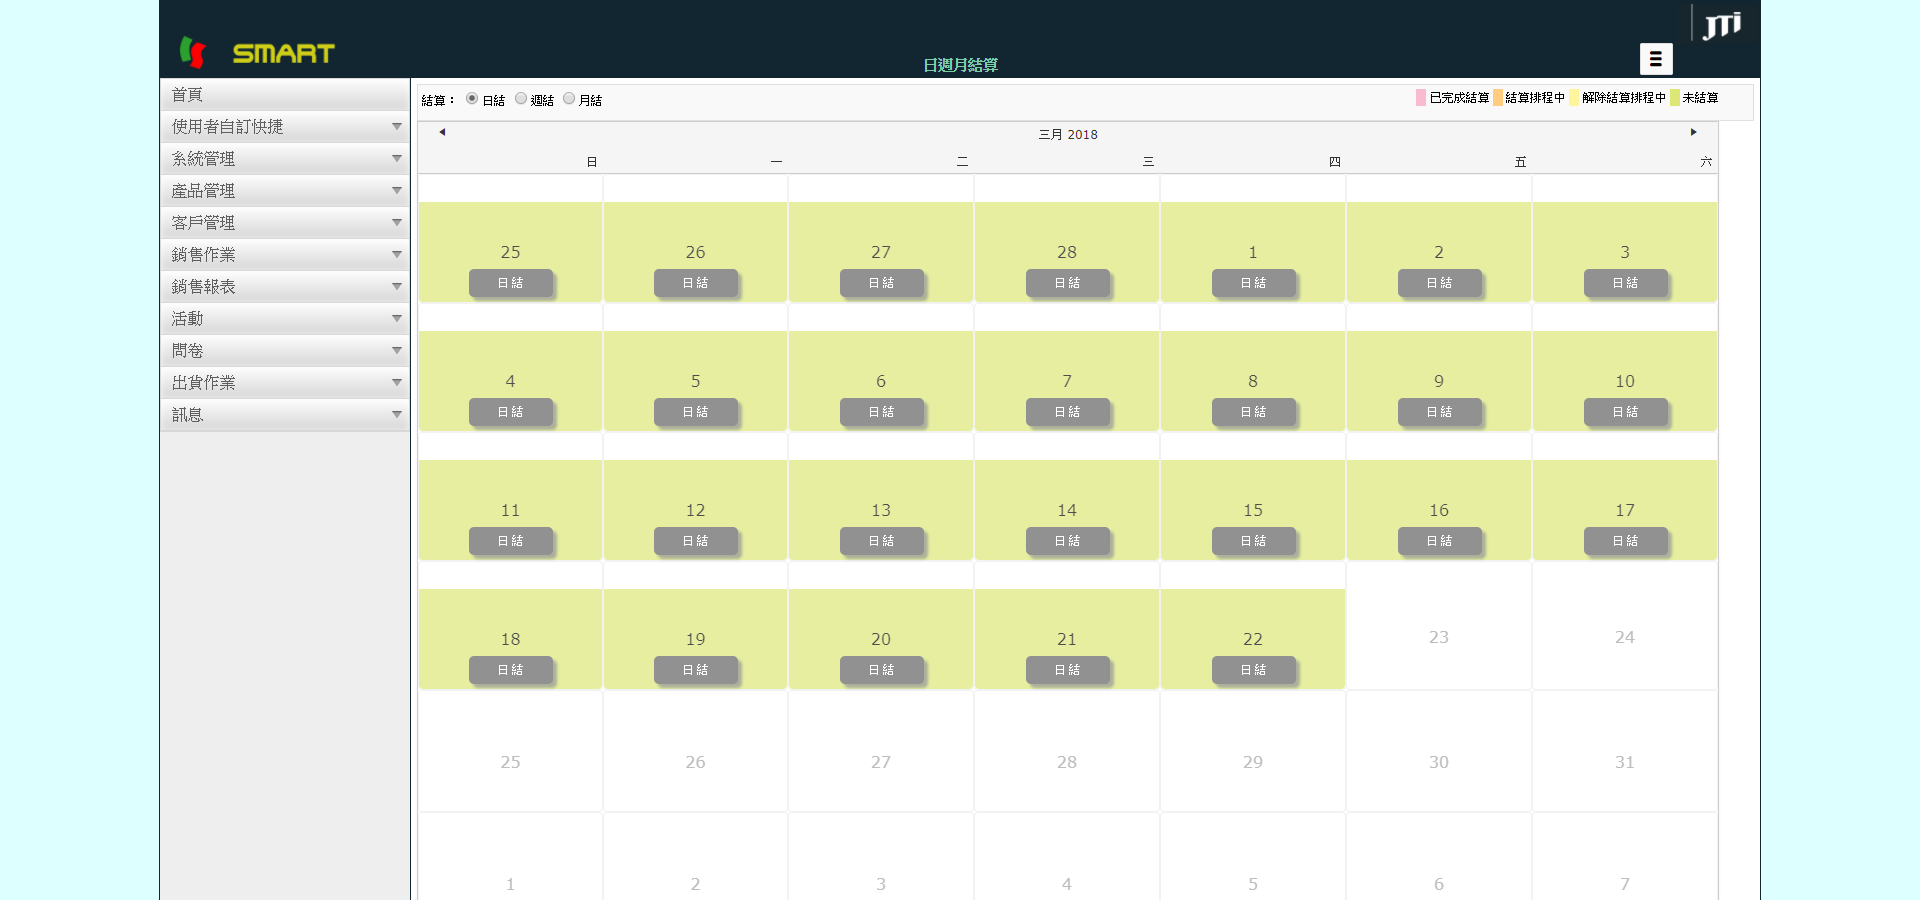 JTi
SMART
日週月結算
首頁
使用者自訂快捷
系統管理
產品管理
客戶管理
銷售作業
銷售報表
活動
問卷
出貨作業
訊息
結算： 日結 週結 月結
已完成結算 結算排程中 解除結算排程中 未結算
三月 2018
日 一 二 三 四 五 六
25 26 27 28 1 2 3
日結 日結 日結 日結 日結 日結 日結
4 5 6 7 8 9 10
日結 日結 日結 日結 日結 日結 日結
11 12 13 14 15 16 17
日結 日結 日結 日結 日結 日結 日結
18 19 20 21 22 23 24
日結 日結 日結 日結 日結
25 26 27 28 29 30 31
1 2 3 4 5 6 7